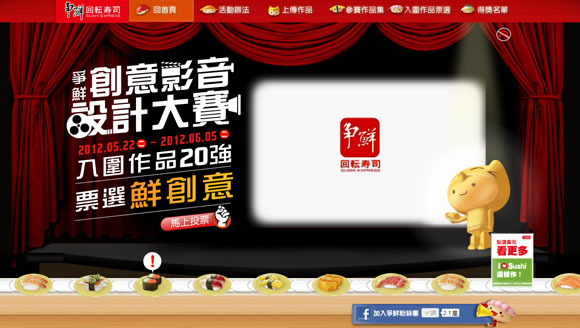 爭鮮 回転寿司 SUSHI EXPRESS
回首頁
活動辦法
上傳作品
參賽作品集
入圍作品票選
得獎名單
爭鮮
創意影音
設計大賽
2012.05.22 二 - 2012.06.05 二
入圍作品20強
票選鮮創意
馬上投票
爭鮮
回転寿司
SUSHI EXPRESS
點選壽司
看更多
I Sushi
這樣作！
!
加入爭鮮粉絲團